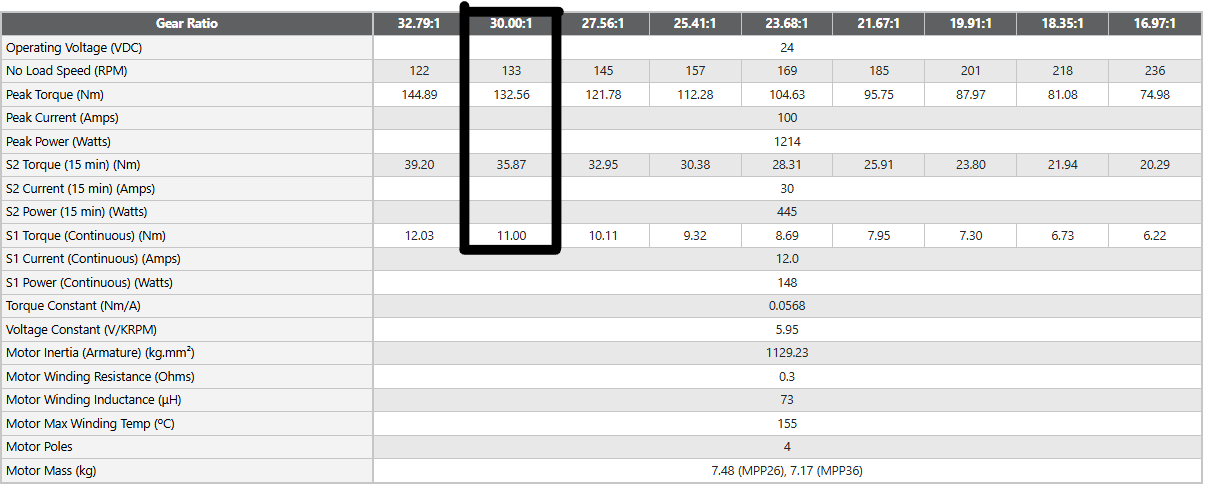 Gear Ratio 32.79:1 30.00:1 27.56:1 25.41:1 23.68:1 21.67:1 19.91:1 18.35:1 16.97:1
Operating Voltage (VDC) 24
No Load Speed (RPM) 122 133 145 157 169 185 201 218 236
Peak Torque (Nm) 144.89 132.56 121.78 112.28 104.63 95.75 87.97 81.08 74.98
Peak Current (Amps) 100
Peak Power (Watts) 1214
S2 Torque (15 min) (Nm) 39.20 35.87 32.95 30.38 28.31 25.91 23.80 21.94 20.29
S2 Current (15 min) (Amps) 30
S2 Power (15 min) (Watts) 445
S1 Torque (Continuous) (Nm) 12.03 11.00 10.11 9.32 8.69 7.95 7.30 6.73 6.22
S1 Current (Continuous) (Amps) 12.0
S1 Power (Continuous) (Watts) 148
Torque Constant (Nm/A) 0.0568
Voltage Constant (V/KRPM) 5.95
Motor Inertia (Armature) (kg.mm²) 1129.23
Motor Winding Resistance (Ohms) 0.3
Motor Winding Inductance (μH) 73
Motor Max Winding Temp (ºC) 155
Motor Poles 4
Motor Mass (kg) 7.48 (MPP26), 7.17 (MPP36)